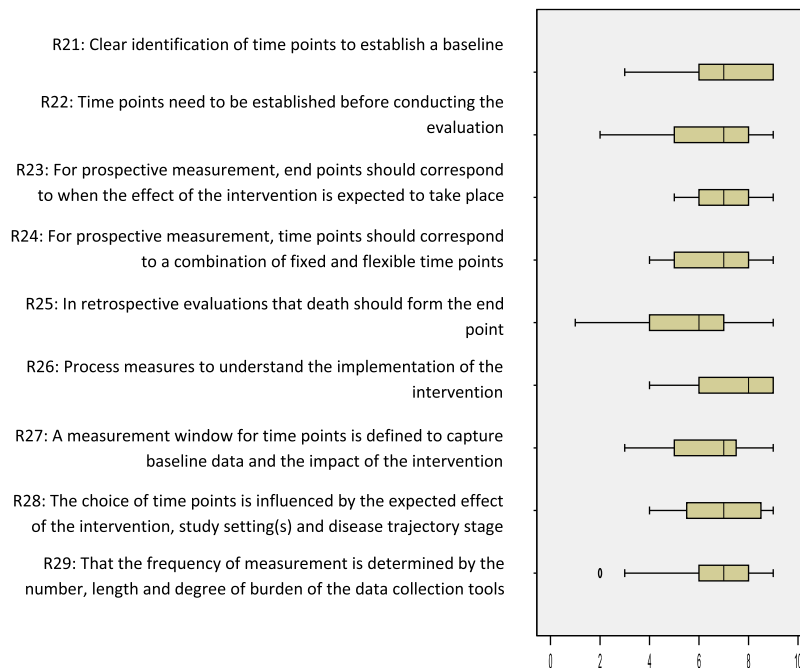 R21: Clear identification of time points to establish a baseline
R22: Time points need to be established before conducting the
evaluation
R23: For prospective measurement, end points should correspond
to when the effect of the intervention is expected to take place
R24: For prospective measurement, time points should correspond
to a combination of fixed and flexible time points
R25: In retrospective evaluations that death should form the end
point
R26: Process measures to understand the implementation of the
intervention
R27: A measurement window for time points is defined to capture
baseline data and the impact of the intervention
R28: The choice of time points is influenced by the expected effect
of the intervention, study setting(s) and disease trajectory stage
R29: That the frequency of measurement is determined by the
number, length and degree of burden of the data collection tools
0 2 4 6 8 10